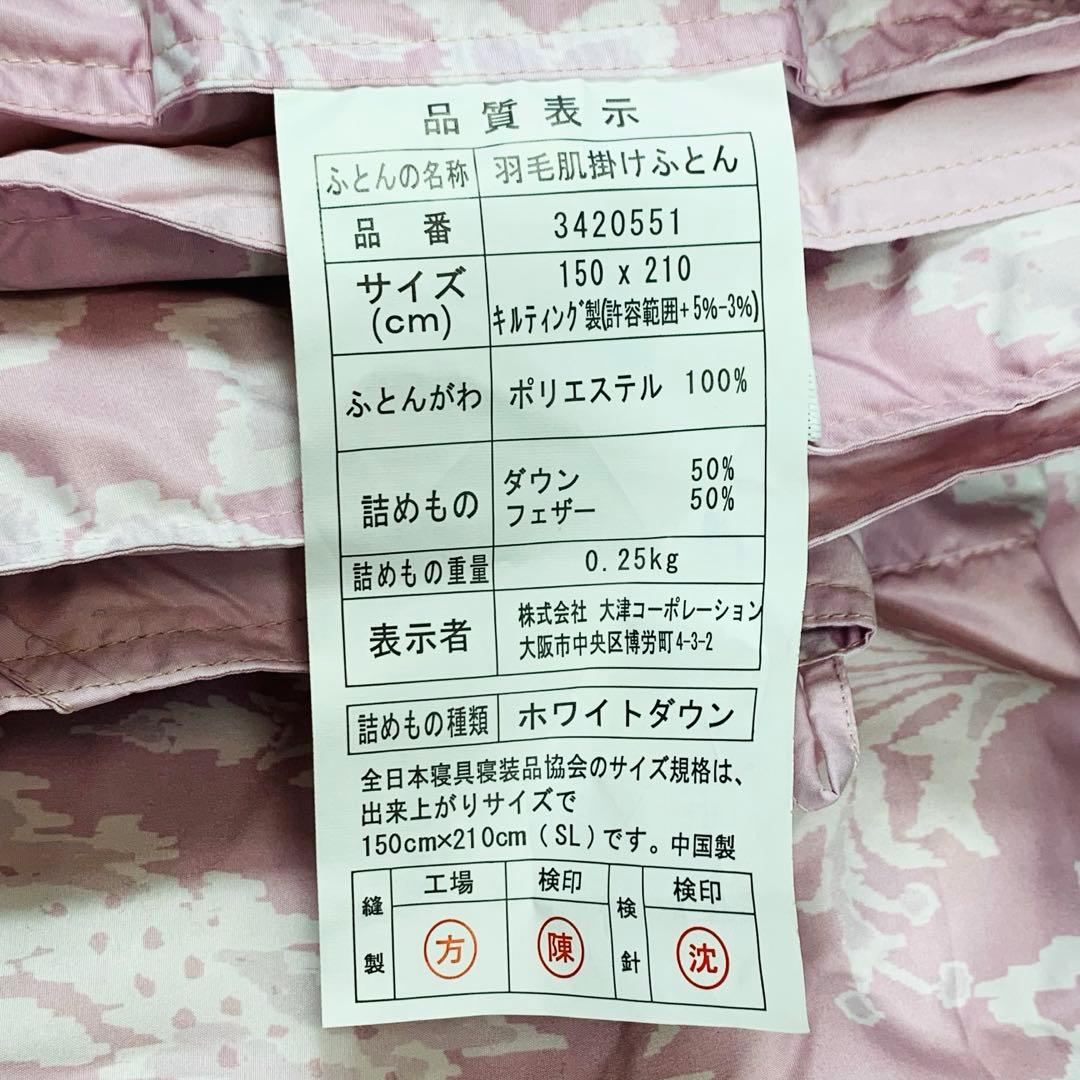 品質表示
ふとんの名称 羽毛肌掛けふとん
品 番 3420551
サイズ(cm) 150 x 210
キルティング製(許容範囲+5%-3%)
ふとんがわ ポリエステル 100%
詰めもの ダウン 50%
フェザー 50%
詰めもの重量 0.25kg
表示者 株式会社 大津コーポレーション
大阪市中央区博労町4-3-2
詰めもの種類 ホワイトダウン
全日本寝具寝装品協会のサイズ規格は、
出来上がりサイズで
150cm×210cm(SL)です。中国製
縫製 工場 検印 検針 検印
方 陳 沈